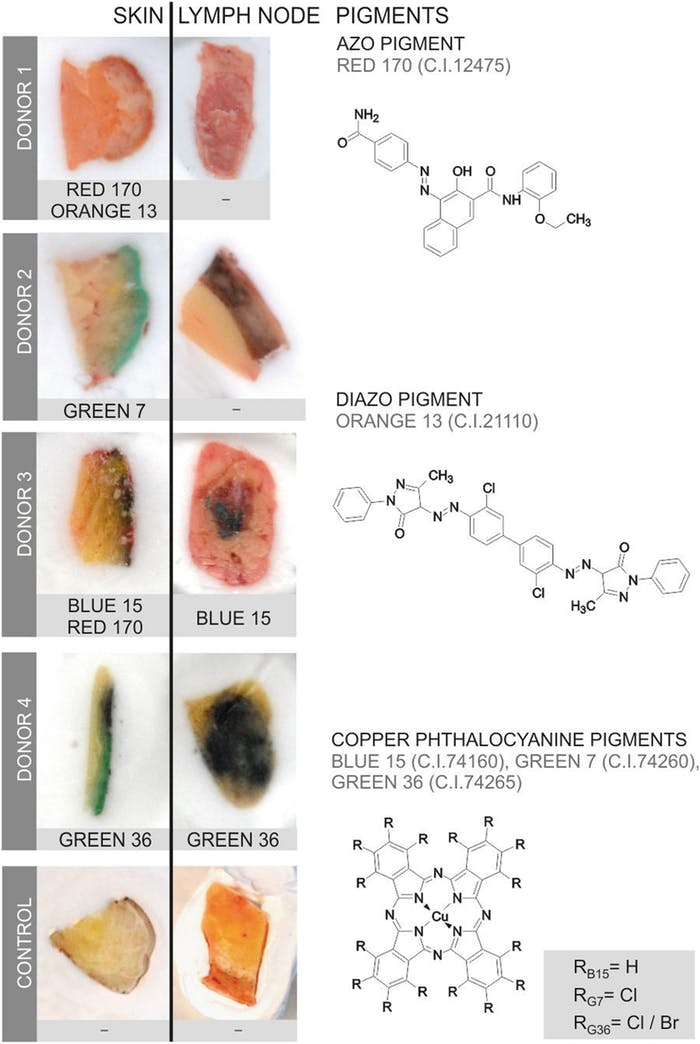 SKIN LYMPH NODE PIGMENTS
DONOR 1
RED 170
ORANGE 13
–
AZO PIGMENT
RED 170 (C.I.12475)
NH2
O
N
N
OH
O
NH
O
CH3
DONOR 2
GREEN 7
–
DONOR 3
BLUE 15
RED 170
BLUE 15
DIAZO PIGMENT
ORANGE 13 (C.I.21110)
CH3
N
N
O
N
N
Cl
Cl
N
N
O
N
N
H3C
DONOR 4
GREEN 36
GREEN 36
COPPER PHTHALOCYANINE PIGMENTS
BLUE 15 (C.I.74160), GREEN 7 (C.I.74260),
GREEN 36 (C.I.74265)
R R
R R
R R
R R
N
N N
N Cu N
N N
N
R R
R R
R R
R R
RB15= H
RG7= Cl
RG36= Cl / Br
CONTROL
–
–